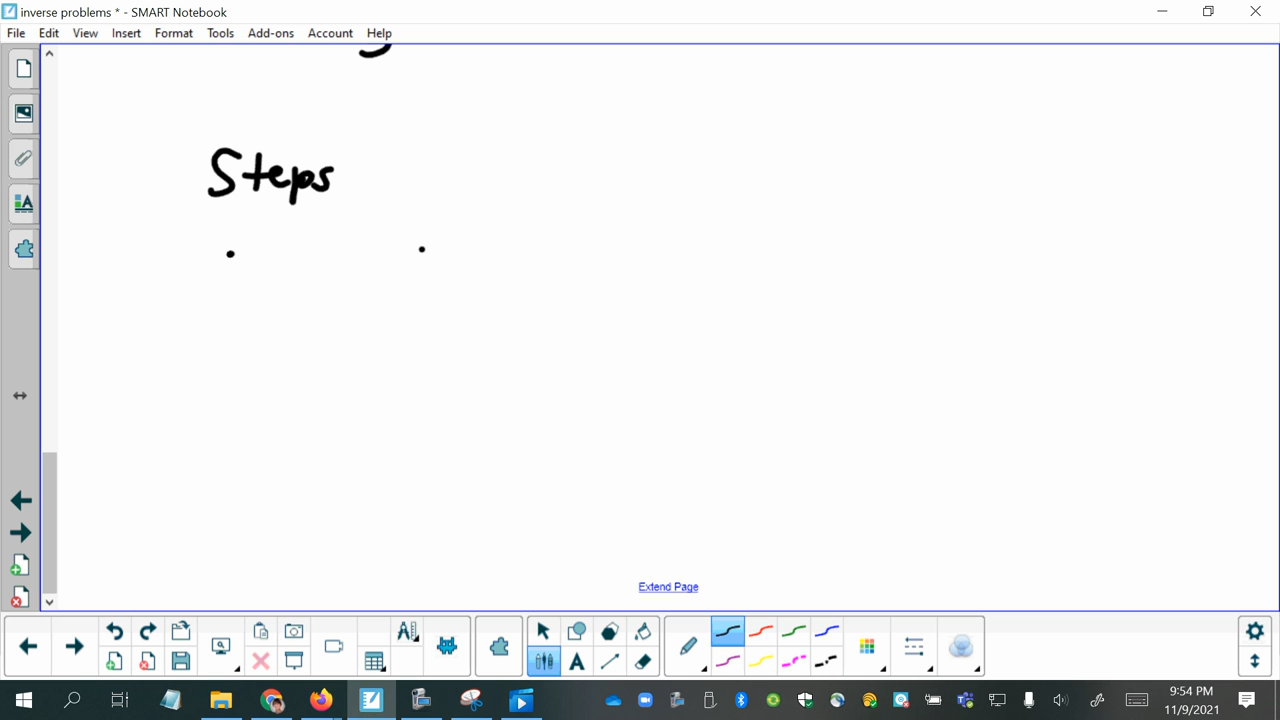 inverse problems * - SMART Notebook
File Edit View Insert Format Tools Add-ons Account Help
Steps
Extend Page
9:54 PM
11/9/2021